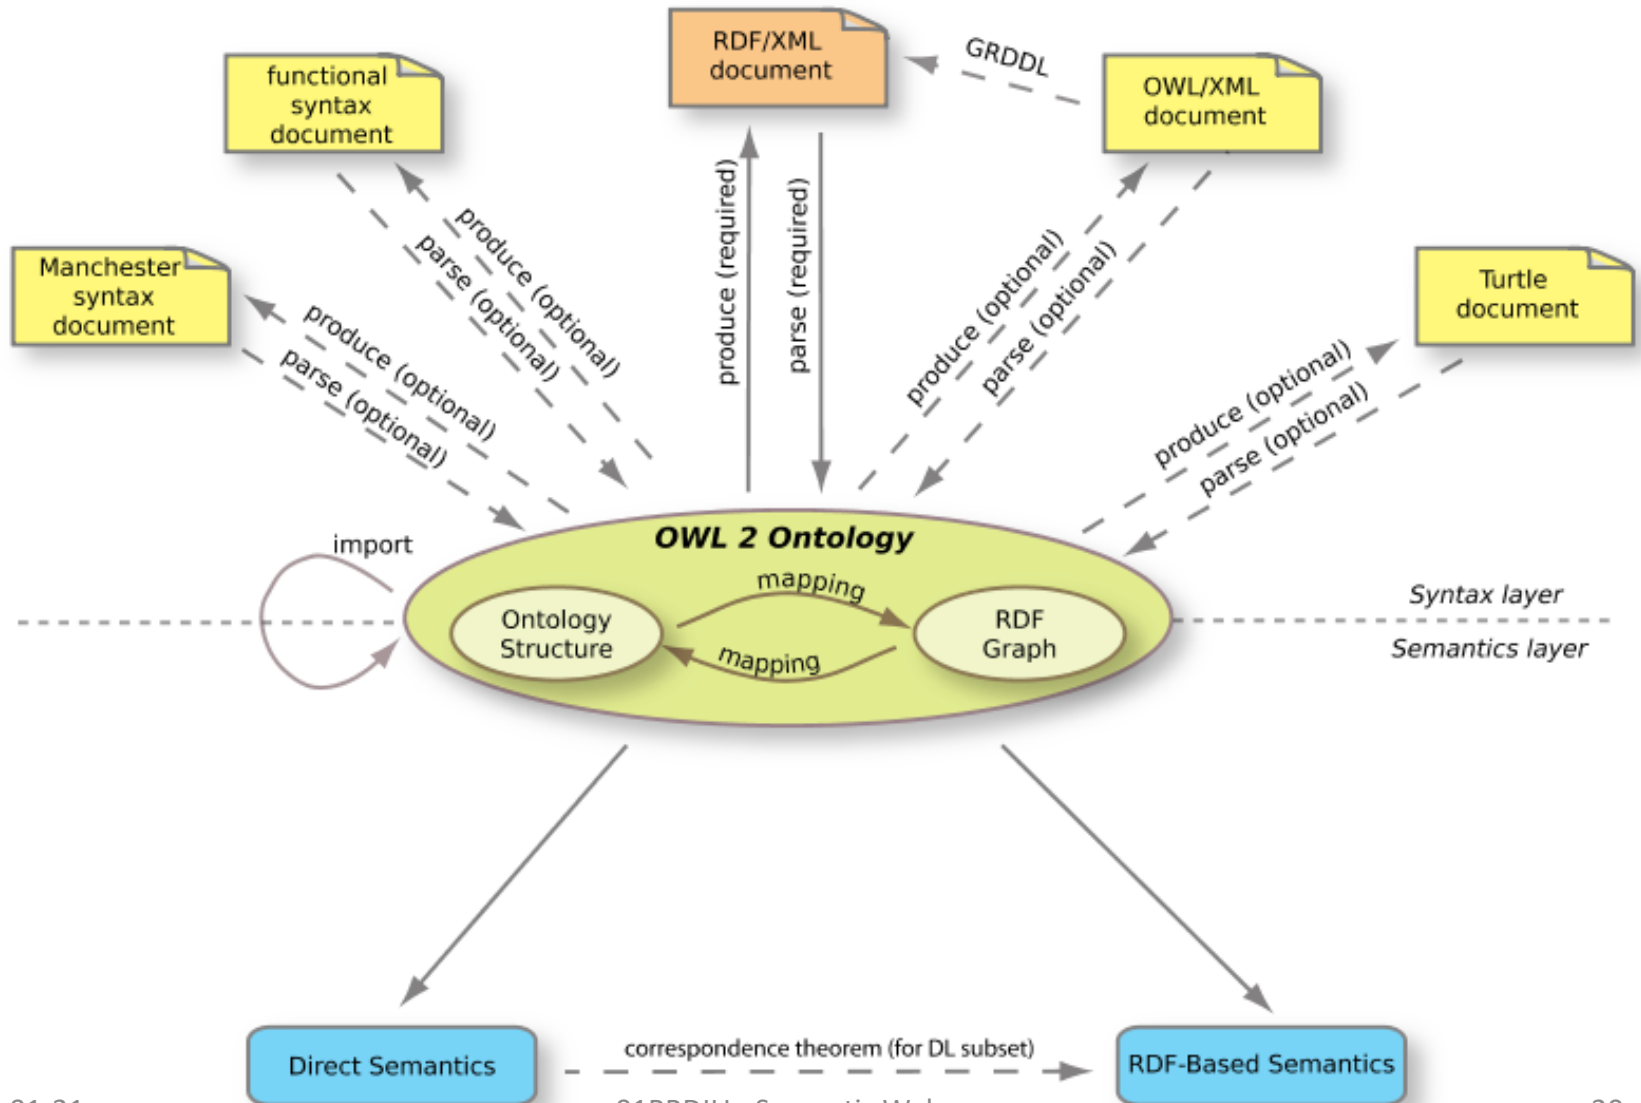 RDF/XML
document
GRDDL
functional
syntax
document
OWL/XML
document
Manchester
syntax
document
Turtle
document
produce (optional)
parse (optional)
produce (optional)
parse (optional)
produce (required)
parse (required)
produce (optional)
parse (optional)
produce (optional)
parse (optional)
import
OWL 2 Ontology
mapping
Ontology
Structure
RDF
Graph
mapping
Syntax layer
Semantics layer
correspondence theorem (for DL subset)
Direct Semantics
RDF-Based Semantics